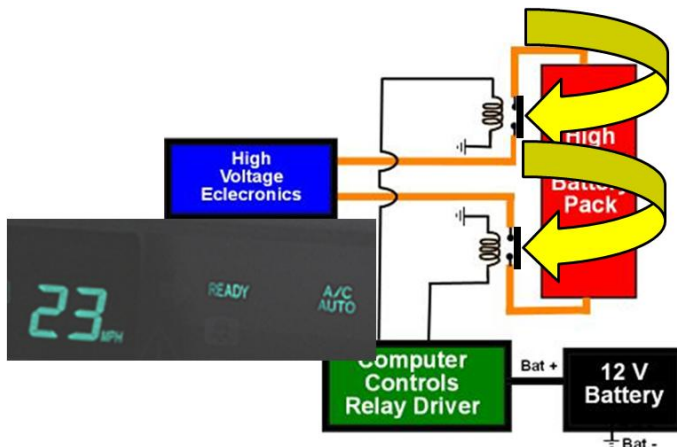 High
Voltage
Eclecronics
High
Battery
Pack
23 MPH
READY
A/C
AUTO
Computer
Controls
Relay Driver
Bat +
12 V
Battery
Bat -